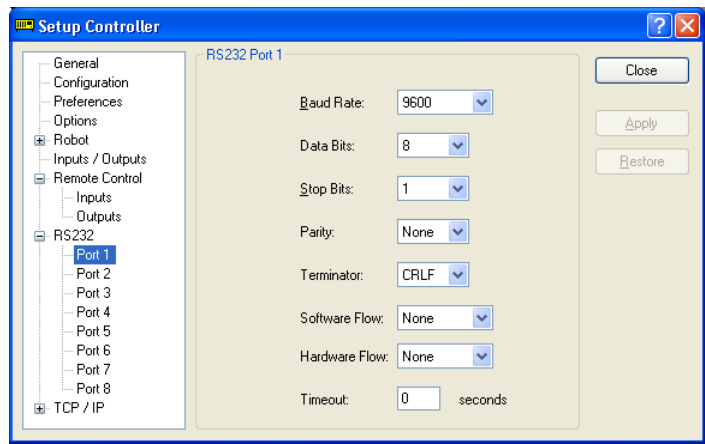 Setup Controller
General
Configuration
Preferences
Options
Robot
Inputs / Outputs
Remote Control
Inputs
Outputs
RS232
Port 1
Port 2
Port 3
Port 4
Port 5
Port 6
Port 7
Port 8
TCP / IP
RS232 Port 1
Baud Rate: 9600
Data Bits: 8
Stop Bits: 1
Parity: None
Terminator: CRLF
Software Flow: None
Hardware Flow: None
Timeout: 0 seconds
Close
Apply
Restore